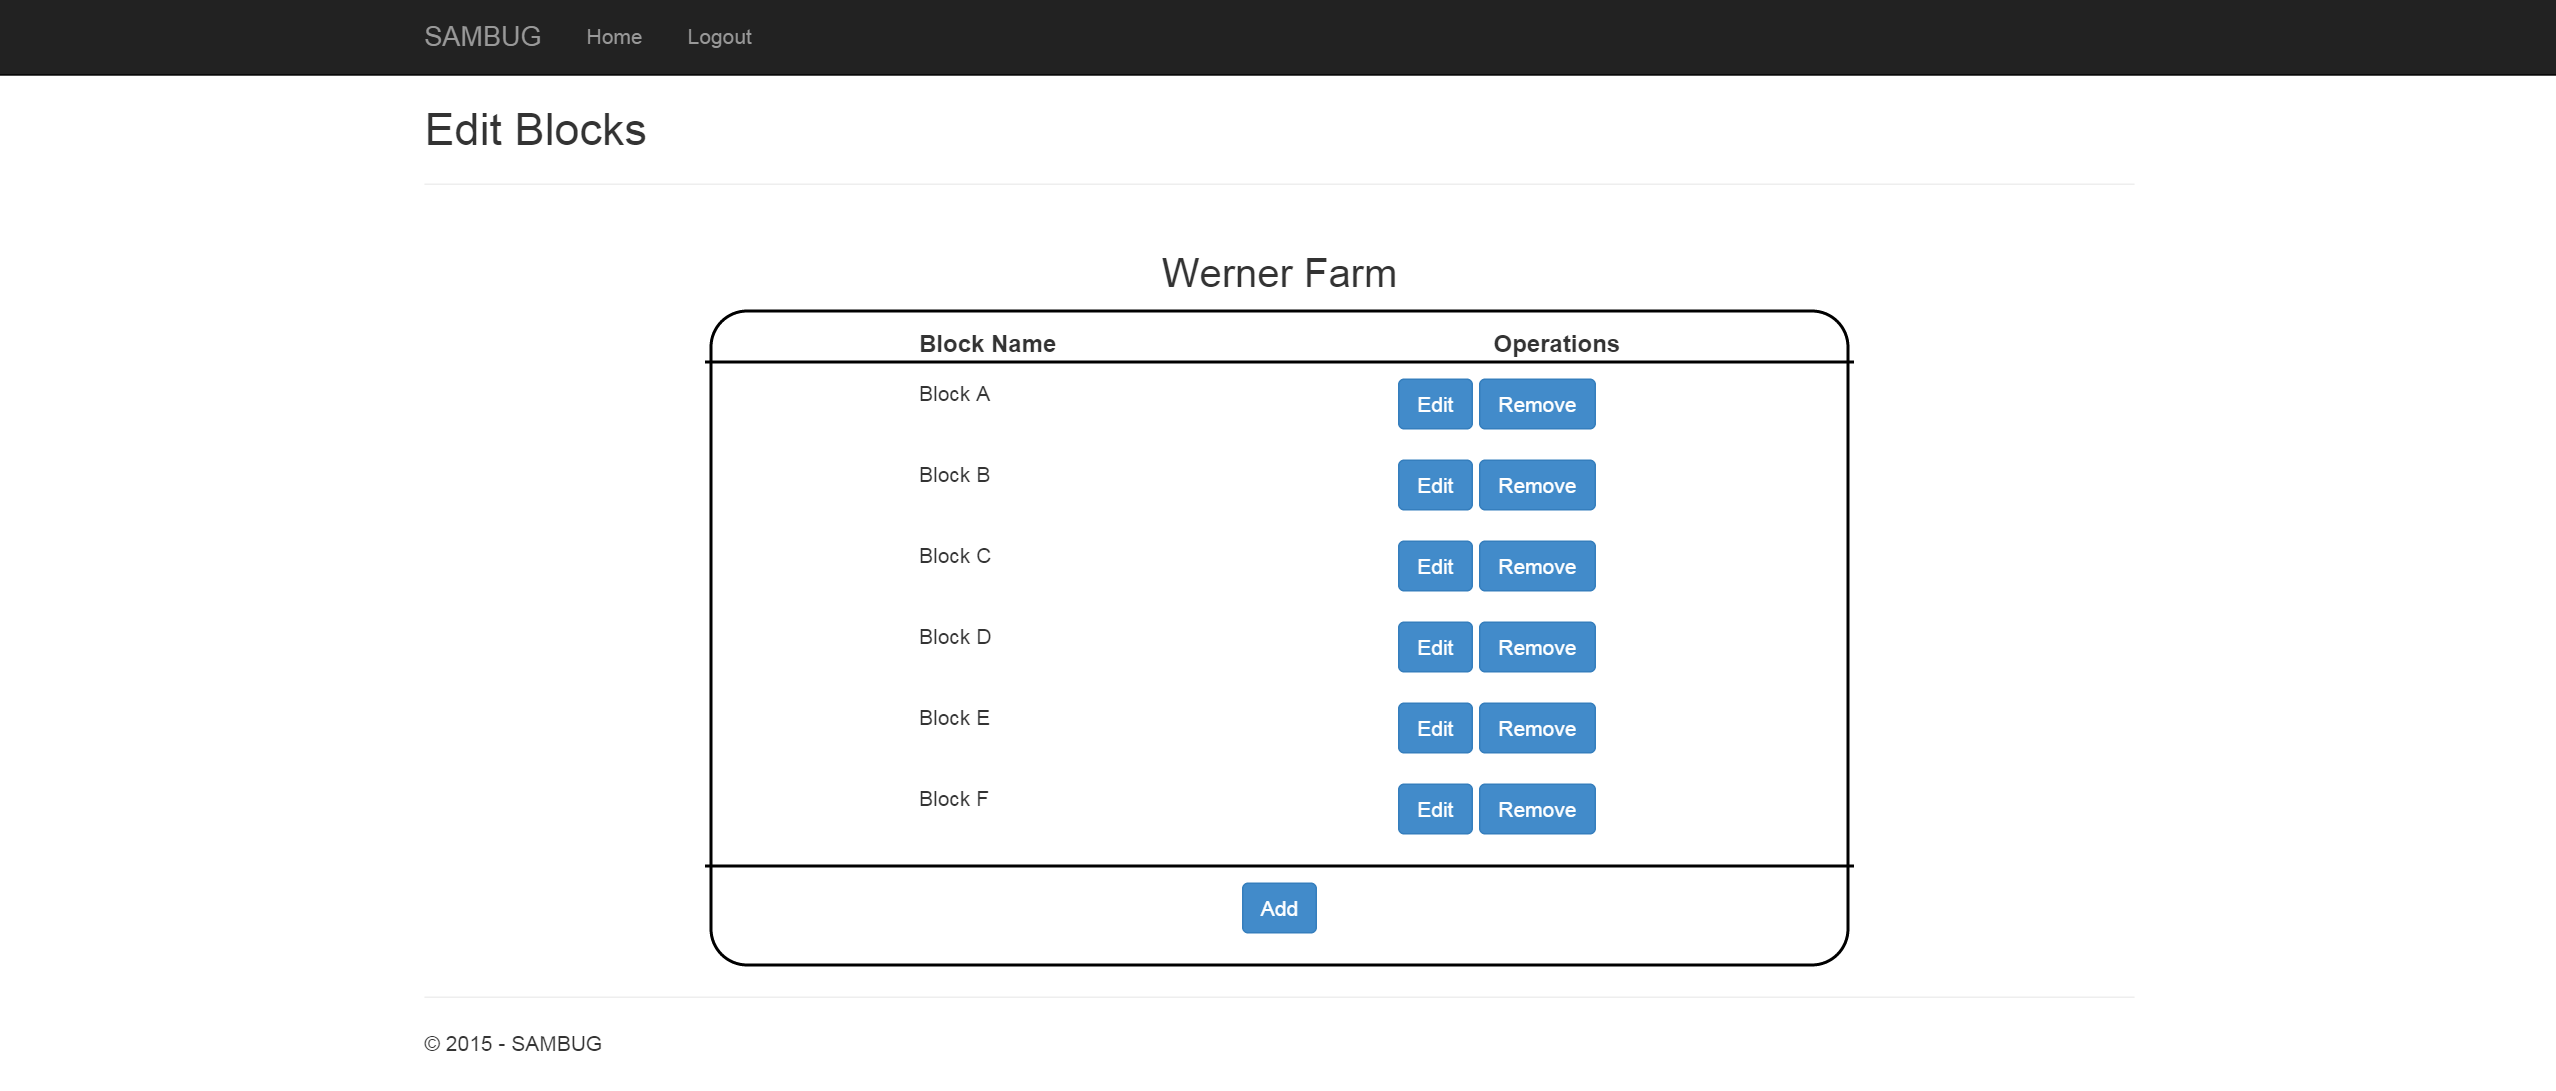 SAMBUG Home Logout
Edit Blocks
Werner Farm
Block Name Operations
Block A Edit Remove
Block B Edit Remove
Block C Edit Remove
Block D Edit Remove
Block E Edit Remove
Block F Edit Remove
Add
© 2015 - SAMBUG